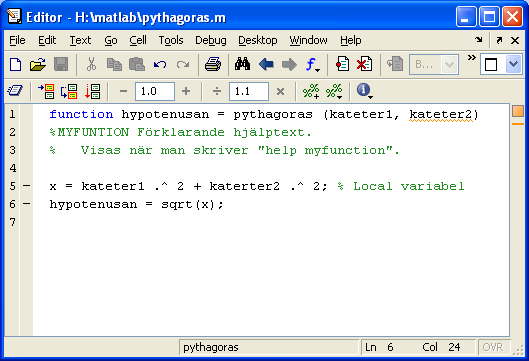 Editor - H:\matlab\pythagoras.m
File Edit Text Go Cell Tools Debug Desktop Window Help
B...
1.0 1.1
1 function hypotenusan = pythagoras (kateter1, kateter2)
2 %MYFUNTION Förklarande hjälptext.
3 %   Visas när man skriver "help myfunction".
4
5 x = kateter1 .^ 2 + katerter2 .^ 2; % Local variabel
6 hypotenusan = sqrt(x);
7
pythagoras Ln 6 Col 24 OVR